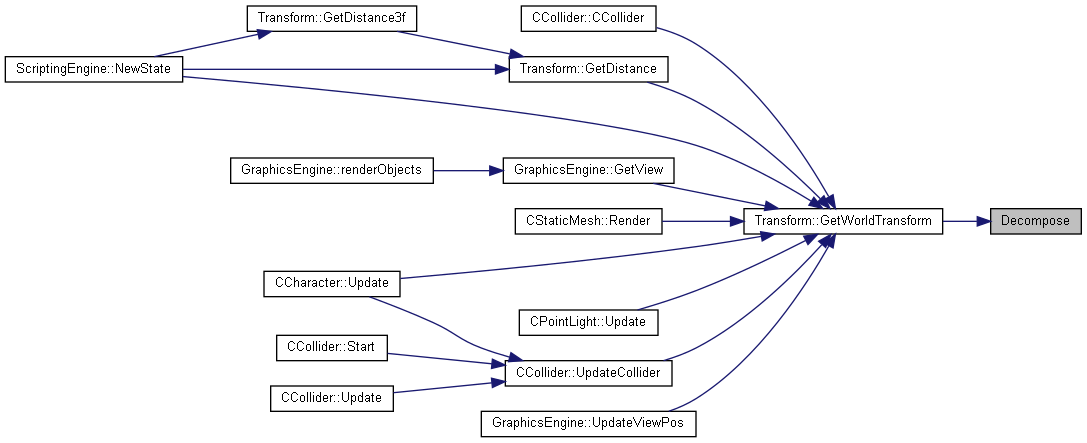 Transform::GetDistance3f
CCollider::CCollider
ScriptingEngine::NewState
Transform::GetDistance
GraphicsEngine::renderObjects
GraphicsEngine::GetView
CStaticMesh::Render
Transform::GetWorldTransform
Decompose
CCharacter::Update
CPointLight::Update
CCollider::Start
CCollider::UpdateCollider
CCollider::Update
GraphicsEngine::UpdateViewPos